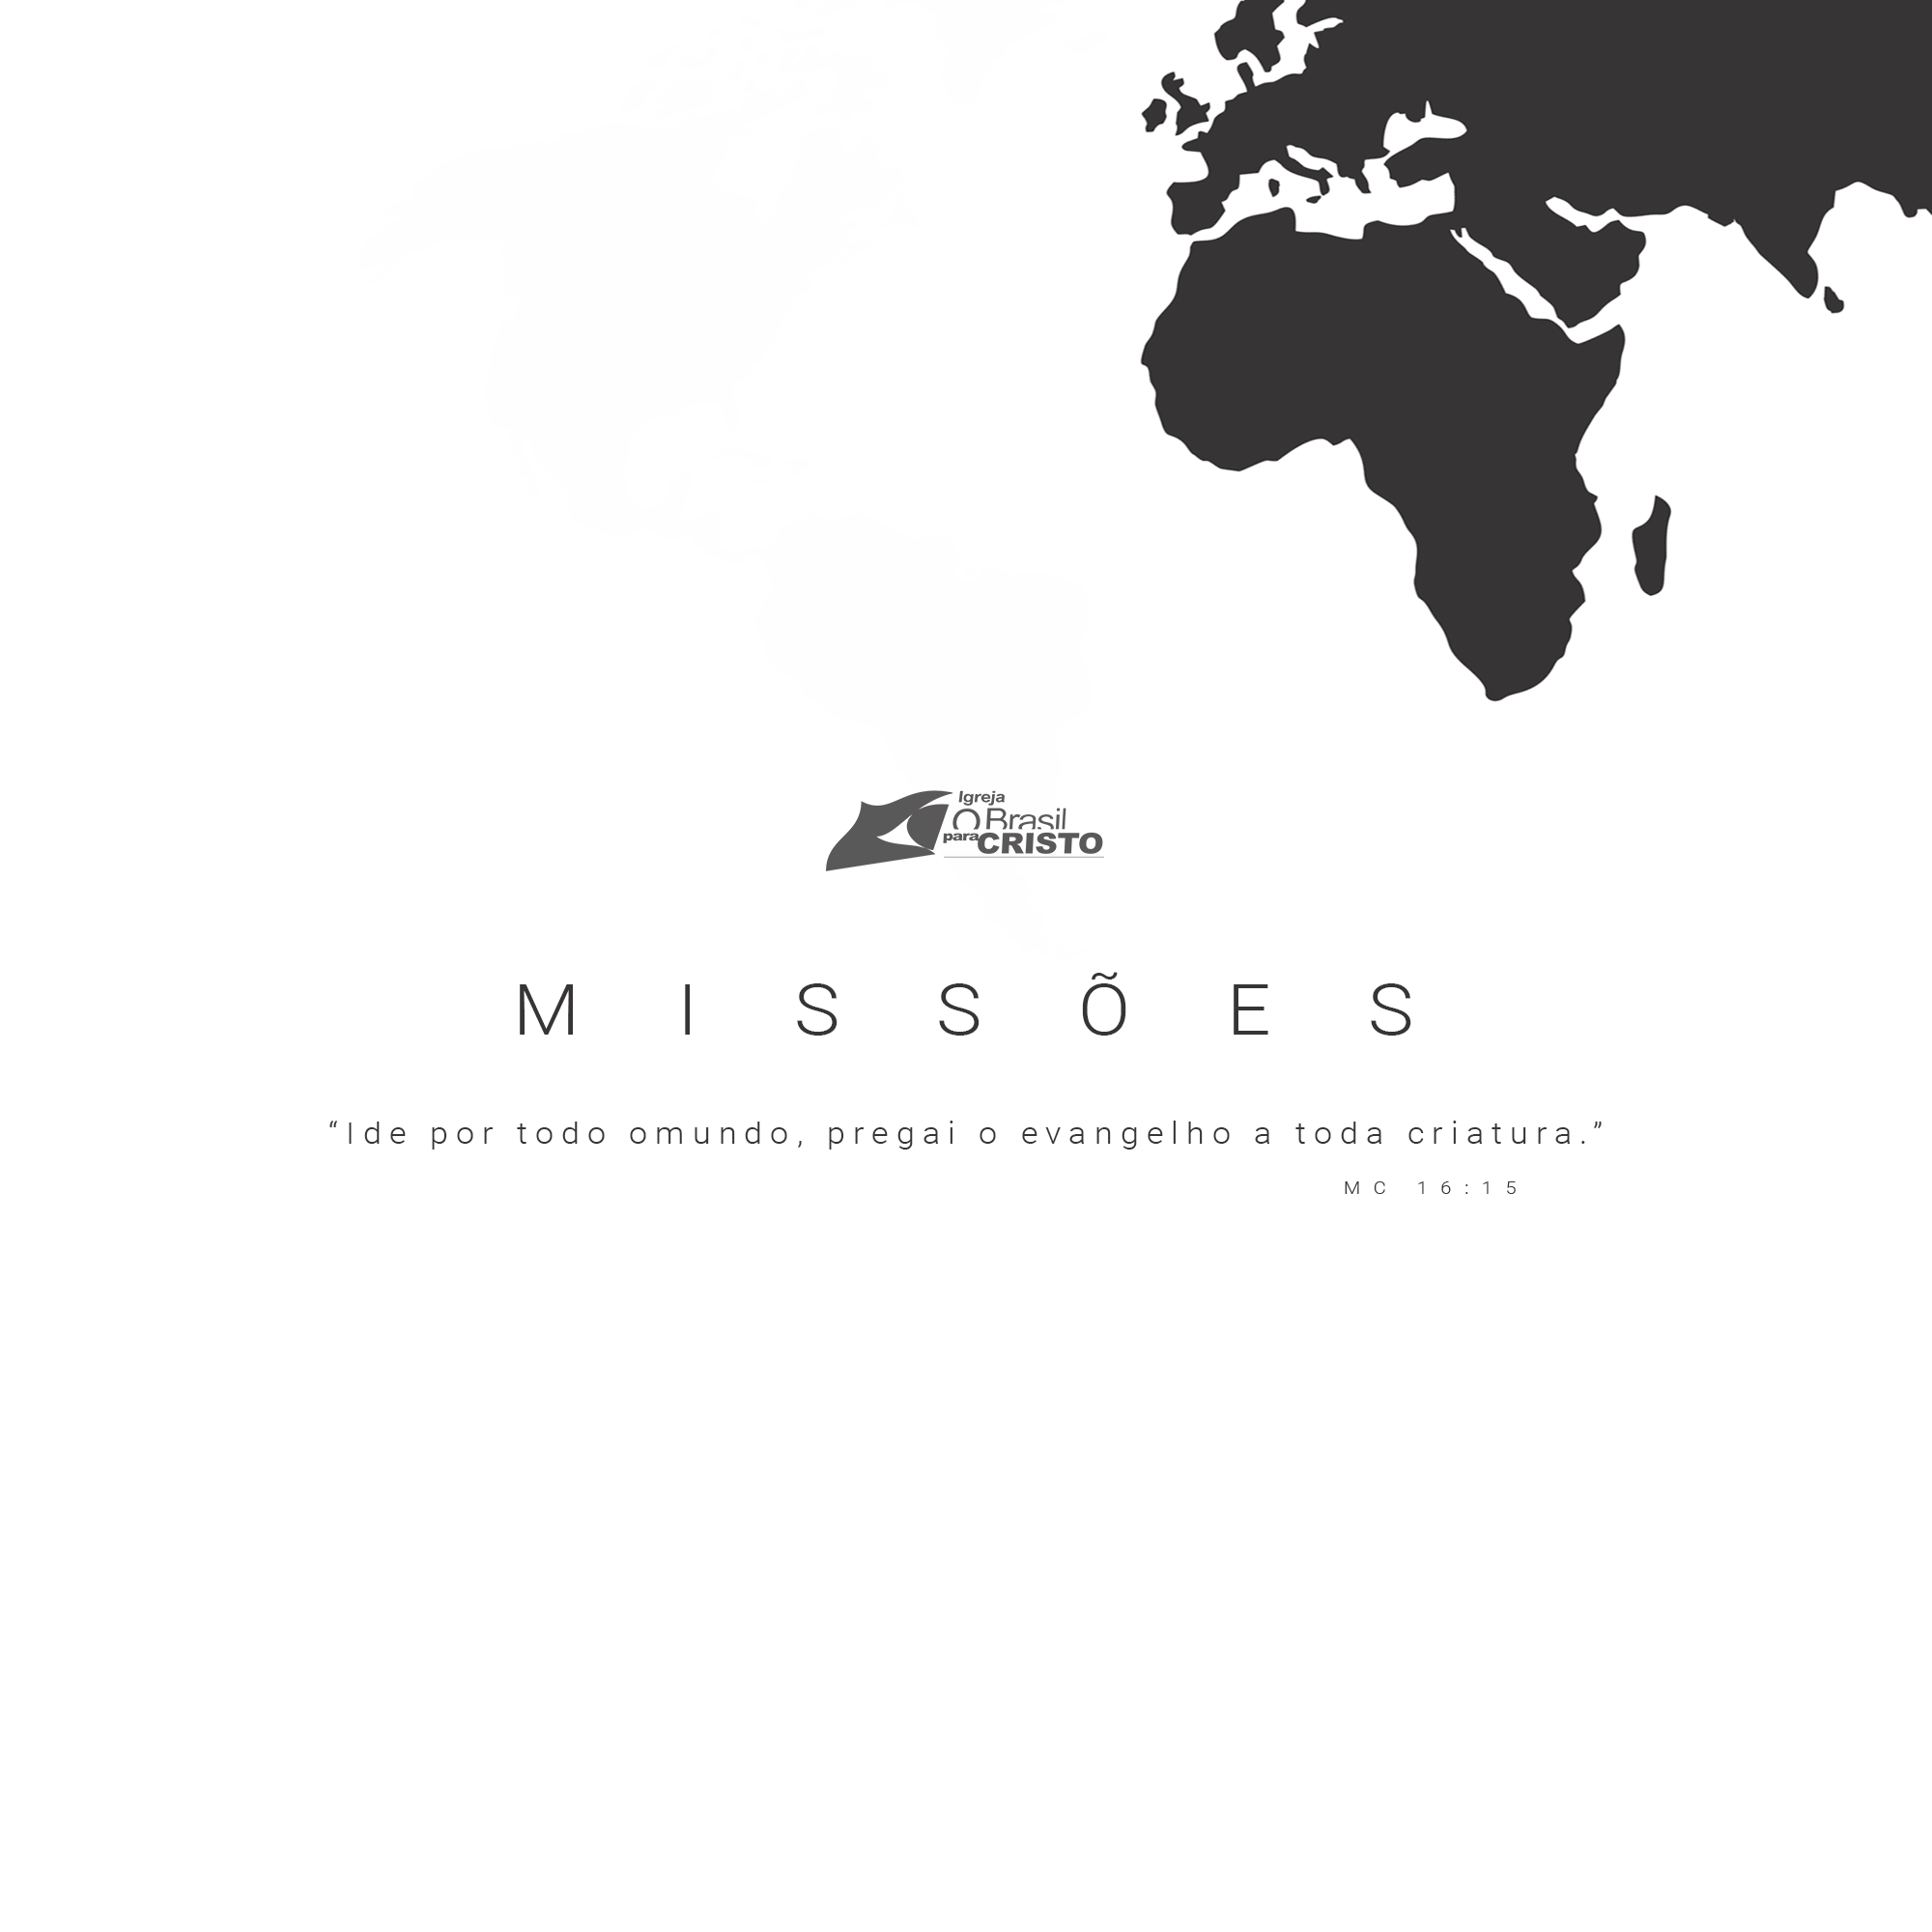 Igreja
O Brasil
para CRISTO
MISSÕES
“Ide por todo omundo, pregai o evangelho a toda criatura.”
MC 16:15